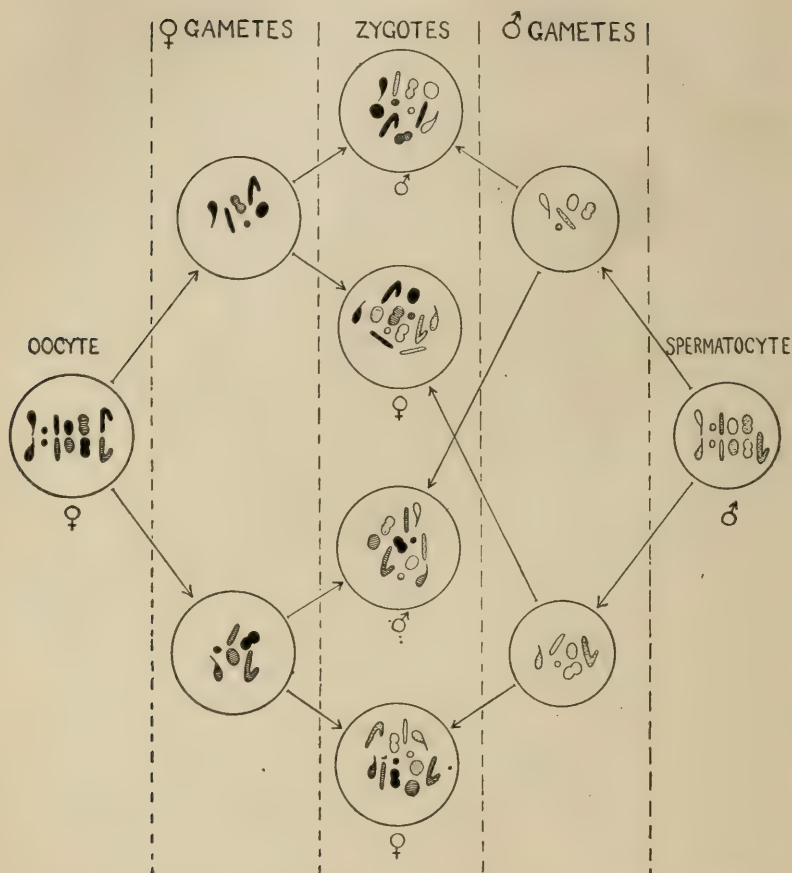 ♀ GAMETES ZYGOTES ♂ GAMETES
♂
♀
OOCYTE SPERMATOCYTE
♀ ♂
♂
♀